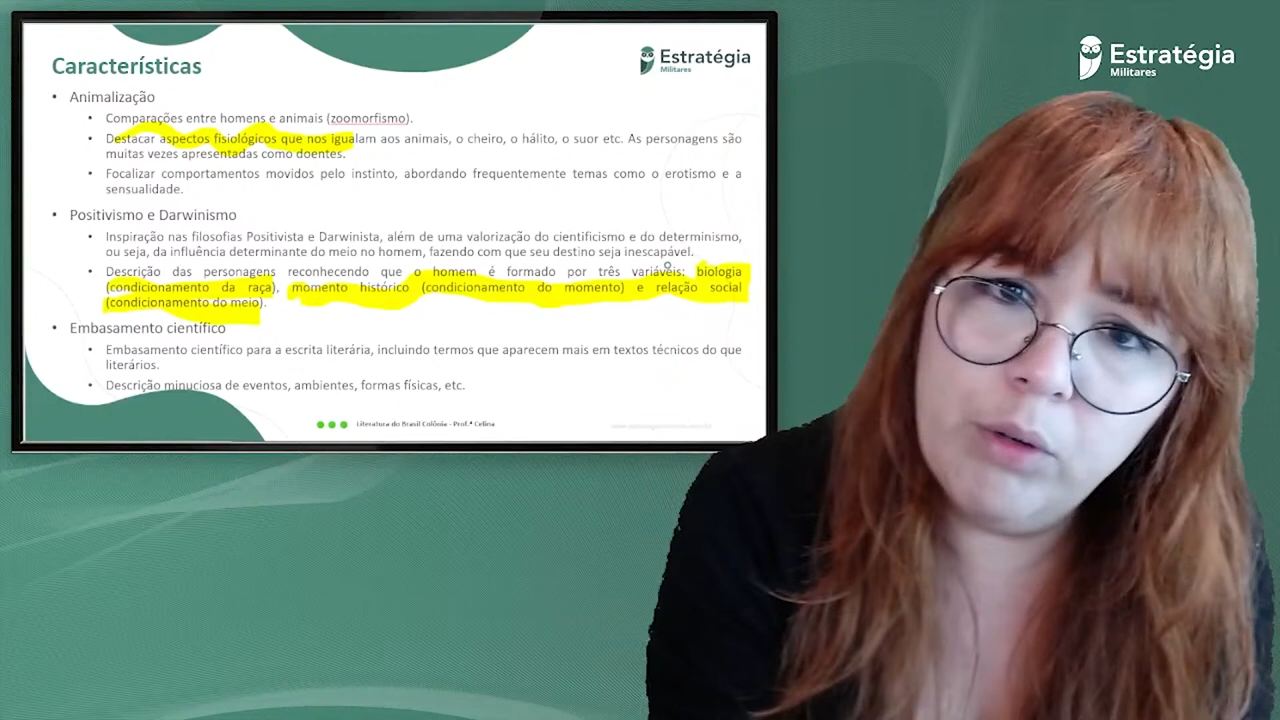 Características
Estratégia
Militares
Estratégia
Militares
• Animalização
• Comparações entre homens e animais (zoomorfismo).
• Destacar aspectos fisiológicos que nos igualam aos animais, o cheiro, o hálito, o suor etc. As personagens são
muitas vezes apresentadas como doentes.
• Focalizar comportamentos movidos pelo instinto, abordando frequentemente temas como o erotismo e a
sensualidade.
• Positivismo e Darwinismo
• Inspiração nas filosofias Positivista e Darwinista, além de uma valorização do cientificismo e do determinismo,
ou seja, da influência determinante do meio no homem, fazendo com que seu destino seja inescapável.
• Descrição das personagens reconhecendo que o homem é formado por três variáveis: biologia
(condicionamento da raça), momento histórico (condicionamento do momento) e relação social
(condicionamento do meio).
• Embasamento científico
• Embasamento científico para a escrita literária, incluindo termos que aparecem mais em textos técnicos do que
literários.
• Descrição minuciosa de eventos, ambientes, formas físicas, etc.
Literatura do Brasil Colônia - Prof.ª Celina